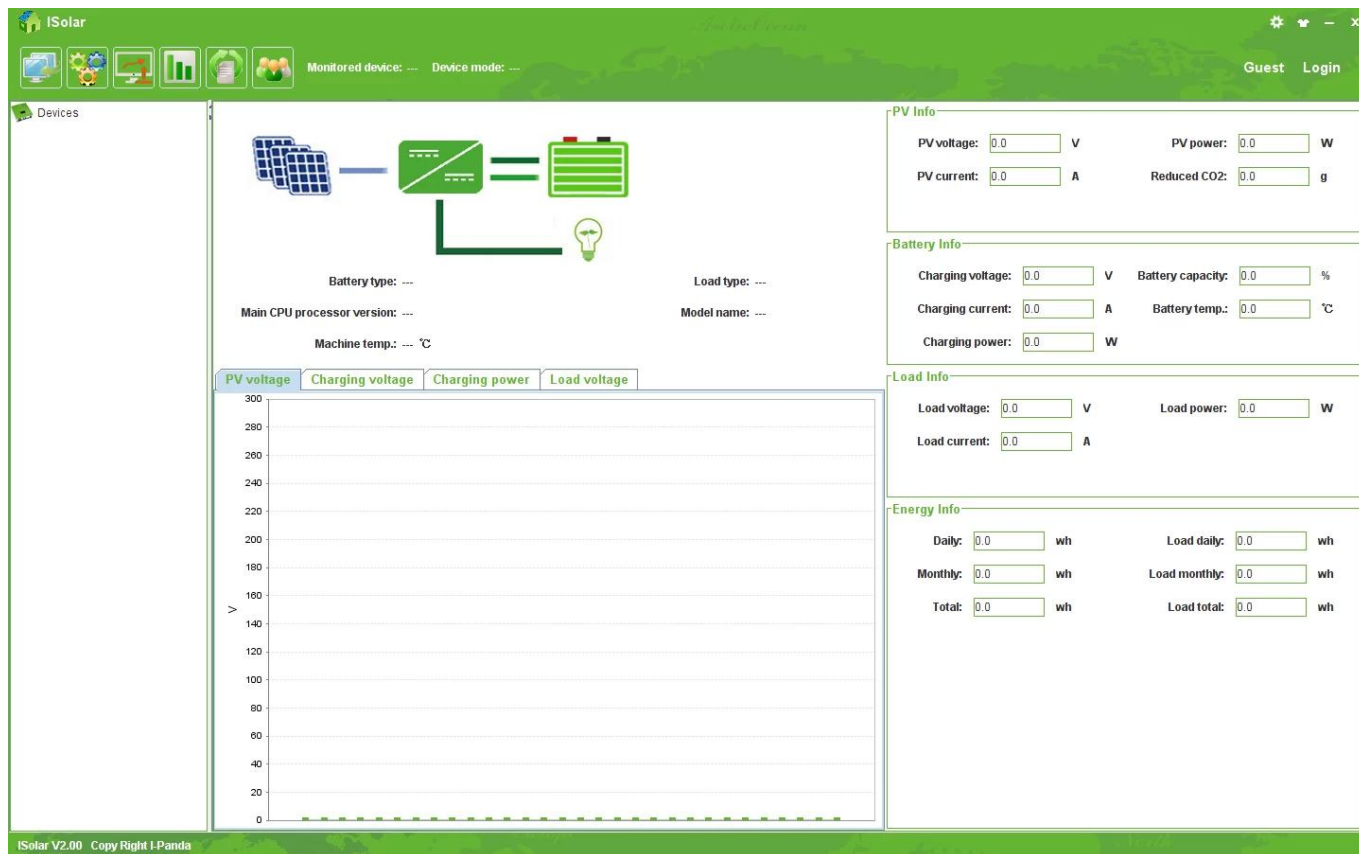 ISolar
Monitored device: --- Device mode: ---
Guest Login
Devices
Battery type: --- Load type: ---
Main CPU processor version: --- Model name: ---
Machine temp.: --- ℃
PV voltage Charging voltage Charging power Load voltage
300
280
260
240
220
200
180
160
140
120
100
80
60
40
20
0
V
PV Info
PV voltage: 0.0 V PV power: 0.0 W
PV current: 0.0 A Reduced CO2: 0.0 g
Battery Info
Charging voltage: 0.0 V Battery capacity: 0.0 %
Charging current: 0.0 A Battery temp.: 0.0 ℃
Charging power: 0.0 W
Load Info
Load voltage: 0.0 V Load power: 0.0 W
Load current: 0.0 A
Energy Info
Daily: 0.0 wh Load daily: 0.0 wh
Monthly: 0.0 wh Load monthly: 0.0 wh
Total: 0.0 wh Load total: 0.0 wh
ISolar V2.00 Copy Right I-Panda